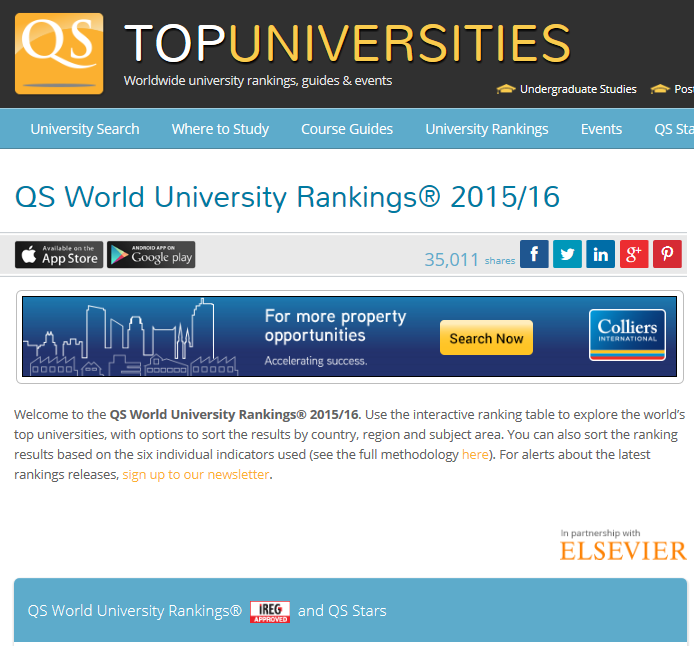 QS
TOPUNIVERSITIES
Worldwide university rankings, guides & events
Undergraduate Studies Post
University Search Where to Study Course Guides University Rankings Events QS Sta
QS World University Rankings® 2015/16
Available on the
App Store
ANDROID APP ON
Google play
35,011 shares
f
in
g+
For more property
opportunities
Accelerating success.
Search Now
Colliers
INTERNATIONAL
Welcome to the QS World University Rankings® 2015/16. Use the interactive ranking table to explore the world's
top universities, with options to sort the results by country, region and subject area. You can also sort the ranking
results based on the six individual indicators used (see the full methodology here). For alerts about the latest
rankings releases, sign up to our newsletter.
In partnership with
ELSEVIER
QS World University Rankings® IREG APPROVED and QS Stars